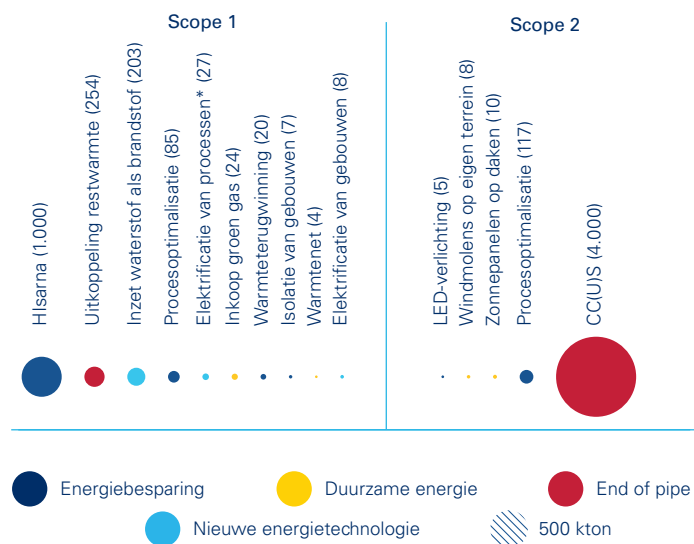 Scope 1
Scope 2
HIsarna (1.000)
Uitkoppeling restwarmte (254)
Inzet waterstof als brandstof (203)
Procesoptimalisatie (85)
Elektrificatie van processen* (27)
Inkoop groen gas (24)
Warmteterugwinning (20)
Isolatie van gebouwen (7)
Warmtenet (4)
Elektrificatie van gebouwen (8)
LED-verlichting (5)
Windmolens op eigen terrein (8)
Zonnepanelen op daken (10)
Procesoptimalisatie (117)
CC(U)S (4.000)
Energiebesparing
Duurzame energie
End of pipe
Nieuwe energietechnologie
500 kton